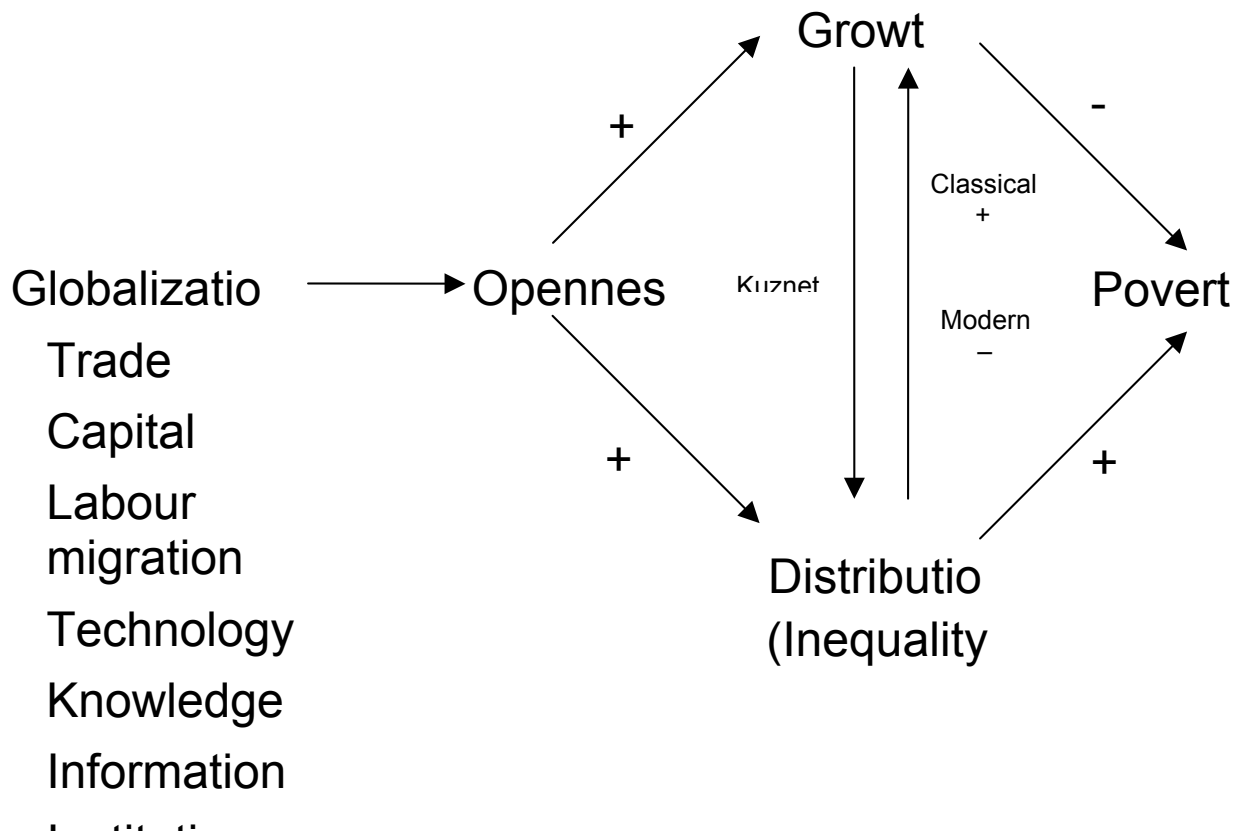 Growt
+
-
Classical
+
Globalizatio
Opennes
Kuznet
Povert
Modern
–
Trade
Capital
+
+
Labour
migration
Distributio
(Inequality
Technology
Knowledge
Information